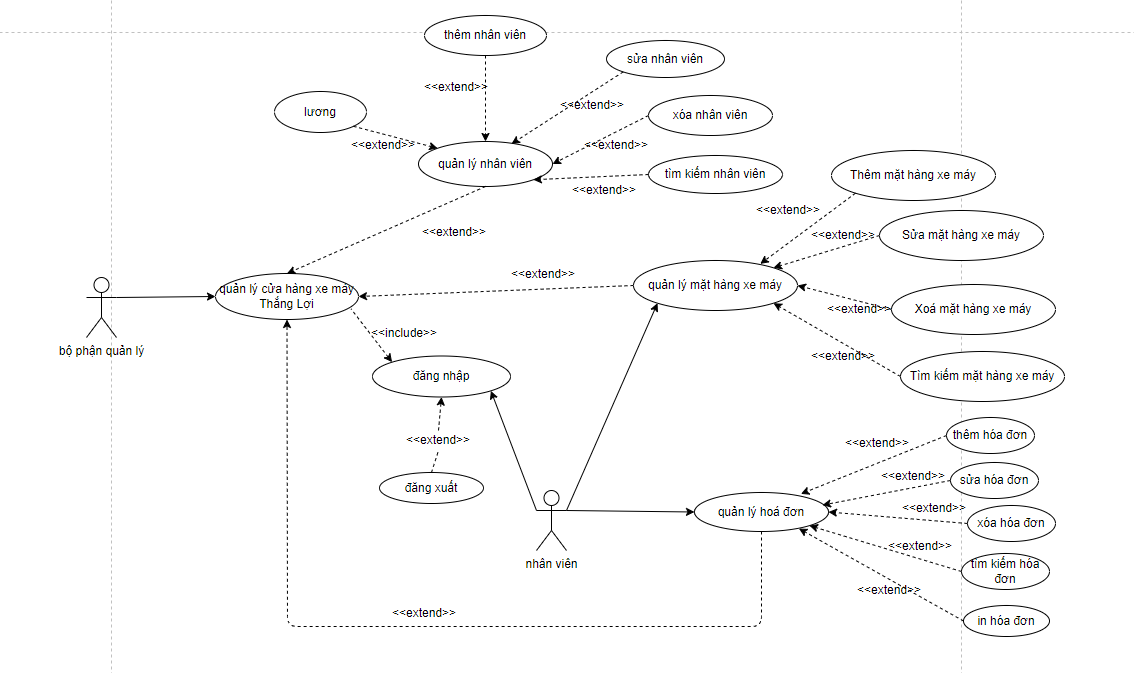 thêm nhân viên
sửa nhân viên
<<extend>>
<<extend>>
lương
xóa nhân viên
<<extend>>
<<extend>>
quản lý nhân viên
tìm kiếm nhân viên
<<extend>>
Thêm mặt hàng xe máy
<<extend>>
<<extend>>
Sửa mặt hàng xe máy
<<extend>>
<<extend>>
quản lý cửa hàng xe máy
Thắng Lợi
quản lý mặt hàng xe máy
Xoá mặt hàng xe máy
<<extend>>
<<include>>
bộ phận quản lý
<<extend>>
đăng nhập
Tìm kiếm mặt hàng xe máy
<<extend>>
<<extend>>
thêm hóa đơn
<<extend>>
sửa hóa đơn
đăng xuất
<<extend>>
quản lý hoá đơn
xóa hóa đơn
<<extend>>
nhân viên
tìm kiếm hóa
đơn
<<extend>>
<<extend>>
in hóa đơn